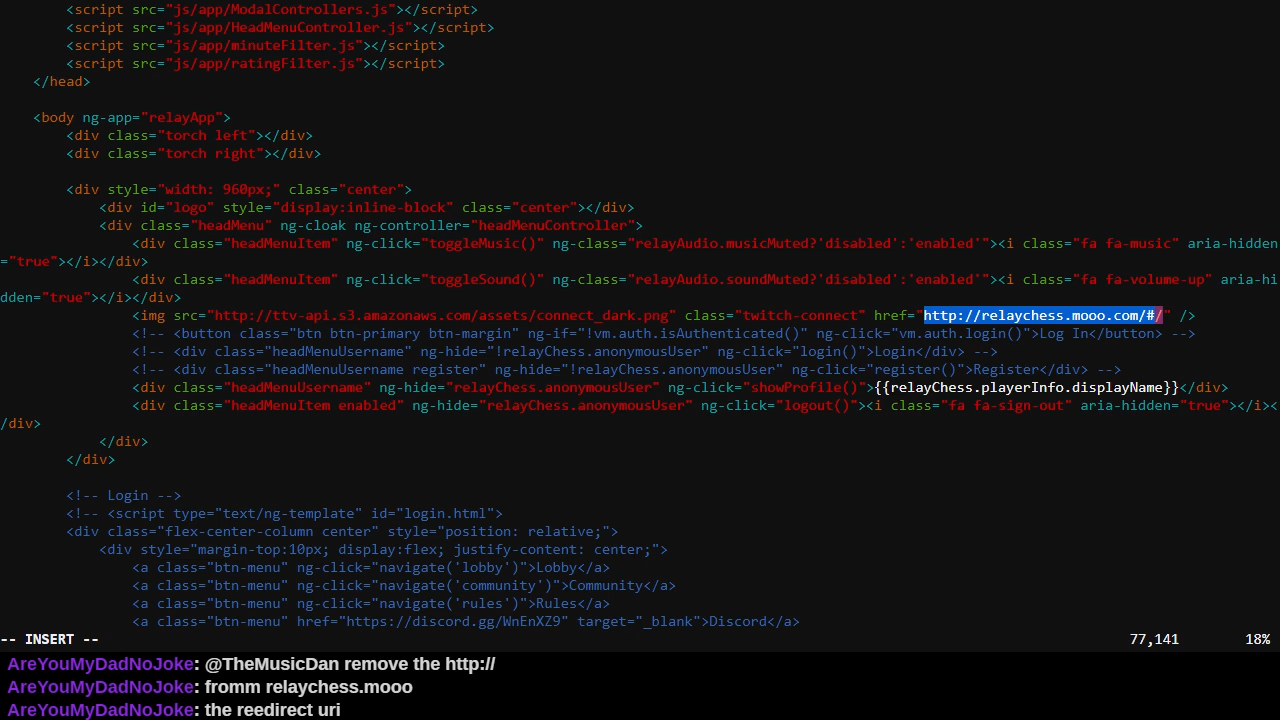 <script src="js/app/ModalControllers.js"></script>
<script src="js/app/HeadMenuController.js"></script>
<script src="js/app/minuteFilter.js"></script>
<script src="js/app/ratingFilter.js"></script>
</head>
<body ng-app="relayApp">
<div class="torch left"></div>
<div class="torch right"></div>
<div style="width: 960px;" class="center">
<div id="logo" style="display:inline-block" class="center"></div>
<div class="headMenu" ng-cloak ng-controller="headMenuController">
<div class="headMenuItem" ng-click="toggleMusic()" ng-class="relayAudio.musicMuted?'disabled':'enabled'"><i class="fa fa-music" aria-hidden
="true"></i></div>
<div class="headMenuItem" ng-click="toggleSound()" ng-class="relayAudio.soundMuted?'disabled':'enabled'"><i class="fa fa-volume-up" aria-hi
dden="true"></i></div>
<img src="http://ttv-api.s3.amazonaws.com/assets/connect_dark.png" class="twitch-connect" href="http://relaychess.mooo.com/#/" />
<!-- <button class="btn btn-primary btn-margin" ng-if="!vm.auth.isAuthenticated()" ng-click="vm.auth.login()">Log In</button> -->
<!-- <div class="headMenuUsername" ng-hide="!relayChess.anonymousUser" ng-click="login()">Login</div> -->
<!-- <div class="headMenuUsername register" ng-hide="!relayChess.anonymousUser" ng-click="register()">Register</div> -->
<div class="headMenuUsername" ng-hide="relayChess.anonymousUser" ng-click="showProfile()">{{relayChess.playerInfo.displayName}}</div>
<div class="headMenuItem enabled" ng-hide="relayChess.anonymousUser" ng-click="logout()"><i class="fa fa-sign-out" aria-hidden="true"></i><
/div>
</div>
</div>
<!-- Login -->
<!-- <script type="text/ng-template" id="login.html">
<div class="flex-center-column center" style="position: relative;">
<div style="margin-top:10px; display:flex; justify-content: center;">
<a class="btn-menu" ng-click="navigate('lobby')">Lobby</a>
<a class="btn-menu" ng-click="navigate('community')">Community</a>
<a class="btn-menu" ng-click="navigate('rules')">Rules</a>
<a class="btn-menu" href="https://discord.gg/WnEnXZ9" target="_blank">Discord</a>
-- INSERT -- 77,141 18%
AreYouMyDadNoJoke: @TheMusicDan remove the http://
AreYouMyDadNoJoke: fromm relaychess.mooo
AreYouMyDadNoJoke: the reedirect uri